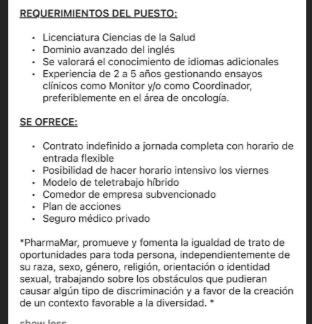 REQUERIMIENTOS DEL PUESTO:
• Licenciatura Ciencias de la Salud
• Dominio avanzado del inglés
• Se valorará el conocimiento de idiomas adicionales
• Experiencia de 2 a 5 años gestionando ensayos
clínicos como Monitor y/o como Coordinador,
preferiblemente en el área de oncología.
SE OFRECE:
• Contrato indefinido a jornada completa con horario de
entrada flexible
• Posibilidad de hacer horario intensivo los viernes
• Modelo de teletrabajo híbrido
• Comedor de empresa subvencionado
• Plan de acciones
• Seguro médico privado
*PharmaMar, promueve y fomenta la igualdad de trato de
oportunidades para toda persona, independientemente de
su raza, sexo, género, religión, orientación o identidad
sexual, trabajando sobre los obstáculos que pudieran
causar algún tipo de discriminación y a favor de la creación
de un contexto favorable a la diversidad. *
show less